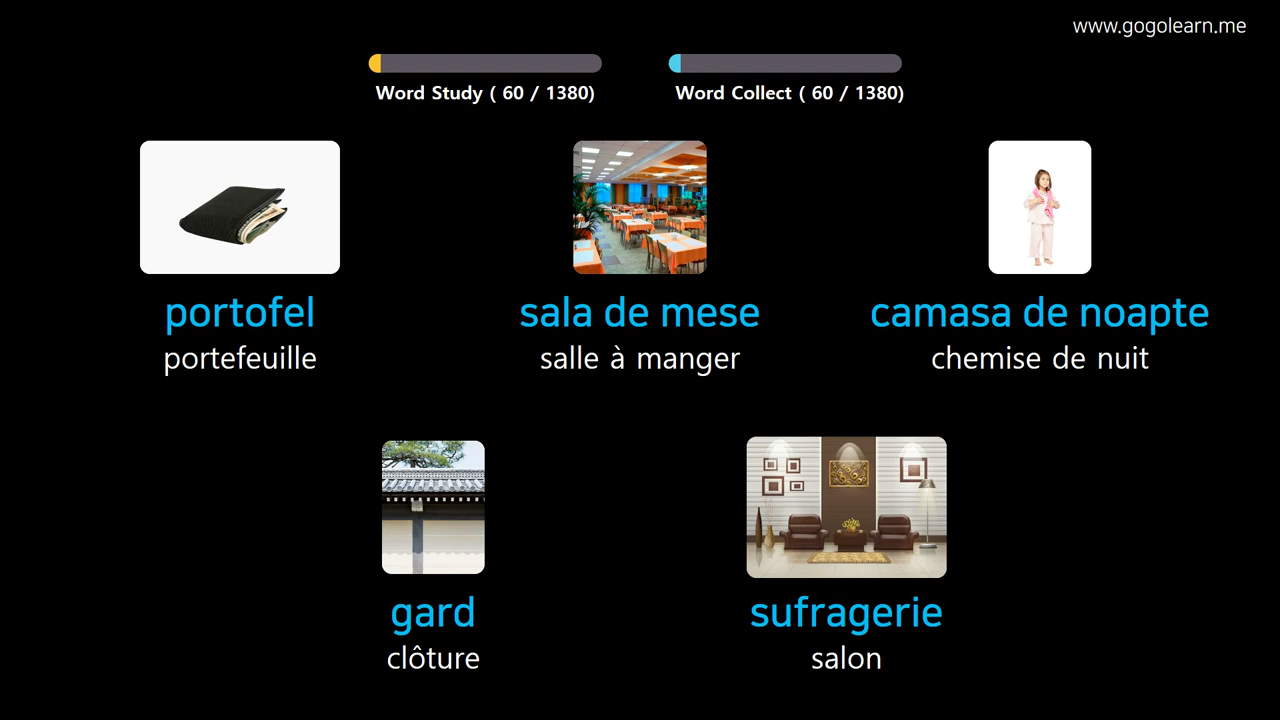 www.gogolearn.me
Word Study ( 60 / 1380)
Word Collect ( 60 / 1380)
portofel
portefeuille
sala de mese
salle à manger
camasa de noapte
chemise de nuit
gard
clôture
sufragerie
salon